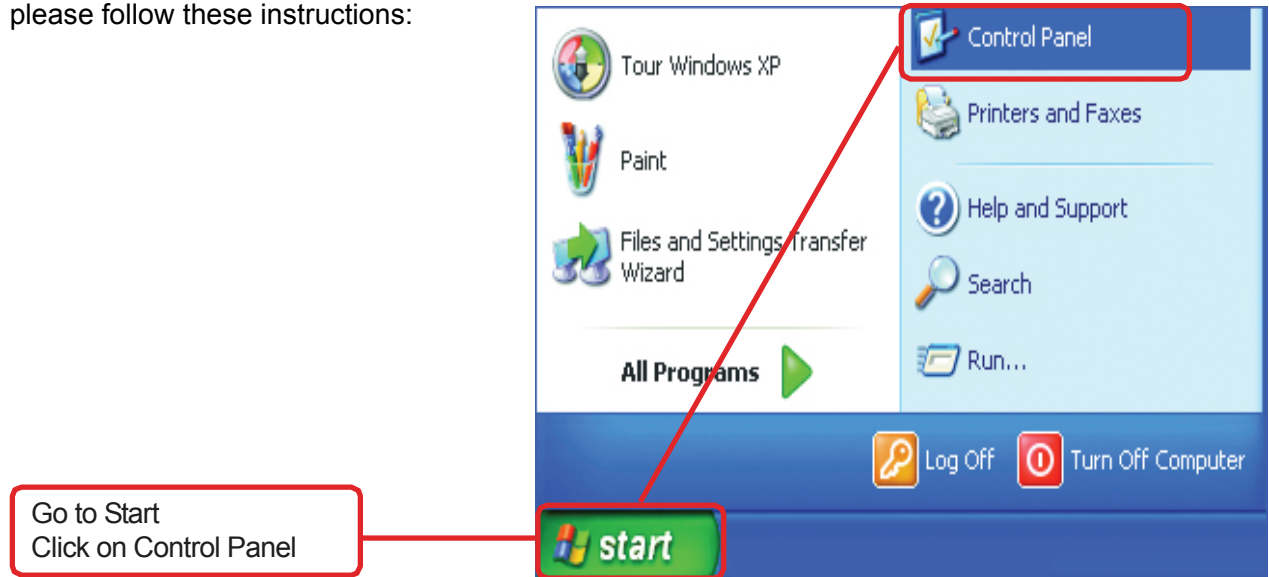 please follow these instructions:
Tour Windows XP
Paint
Files and Settings Transfer
Wizard
All Programs
Control Panel
Printers and Faxes
Help and Support
Search
Run...
Log Off
Turn Off Computer
Go to Start
Click on Control Panel
start